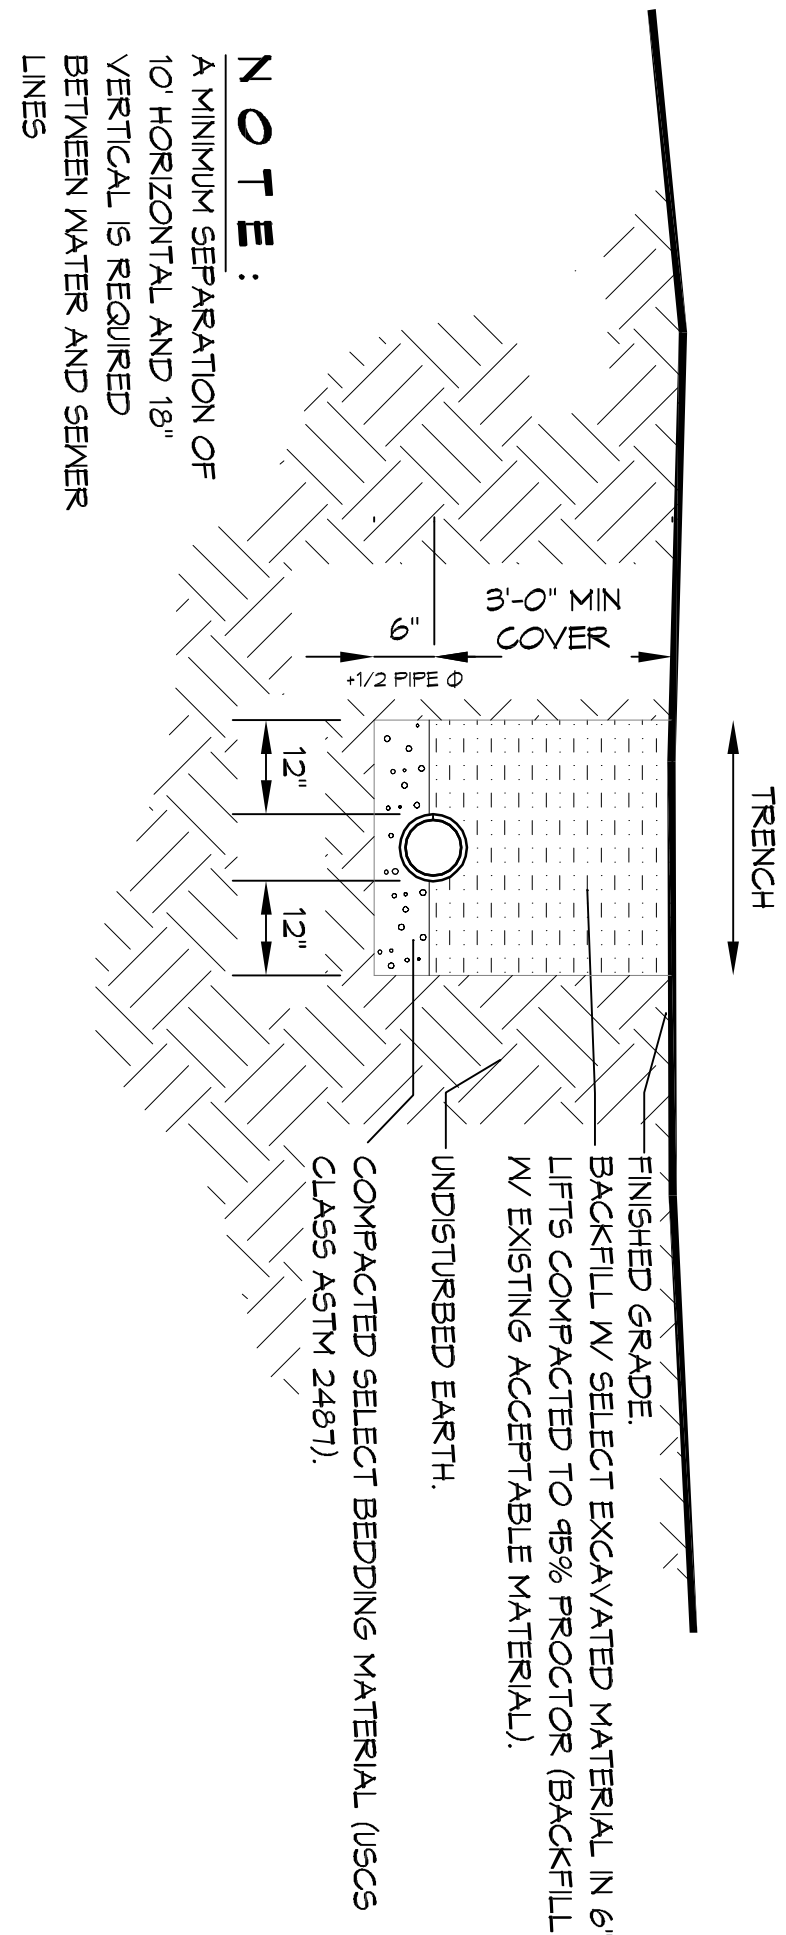 TRENCH
3'-0" MIN
COVER
6"
+1/2 PIPE Φ
12"
12"
FINISHED GRADE.
BACKFILL W/ SELECT EXCAVATED MATERIAL IN 6"
LIFTS COMPACTED TO 95% PROCTOR (BACKFILL
W/ EXISTING ACCEPTABLE MATERIAL).
UNDISTURBED EARTH.
COMPACTED SELECT BEDDING MATERIAL (USCS
CLASS ASTM 2487).
NOTE:
A MINIMUM SEPARATION OF
10' HORIZONTAL AND 18"
VERTICAL IS REQUIRED
BETWEEN WATER AND SEWER
LINES